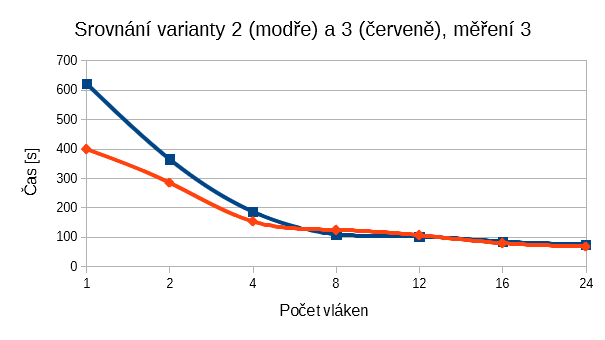 Srovnání varianty 2 (modře) a 3 (červeně), měření 3
700
600
500
400
300
200
100
0
Čas [s]
1 2 4 8 12 16 24
Počet vláken